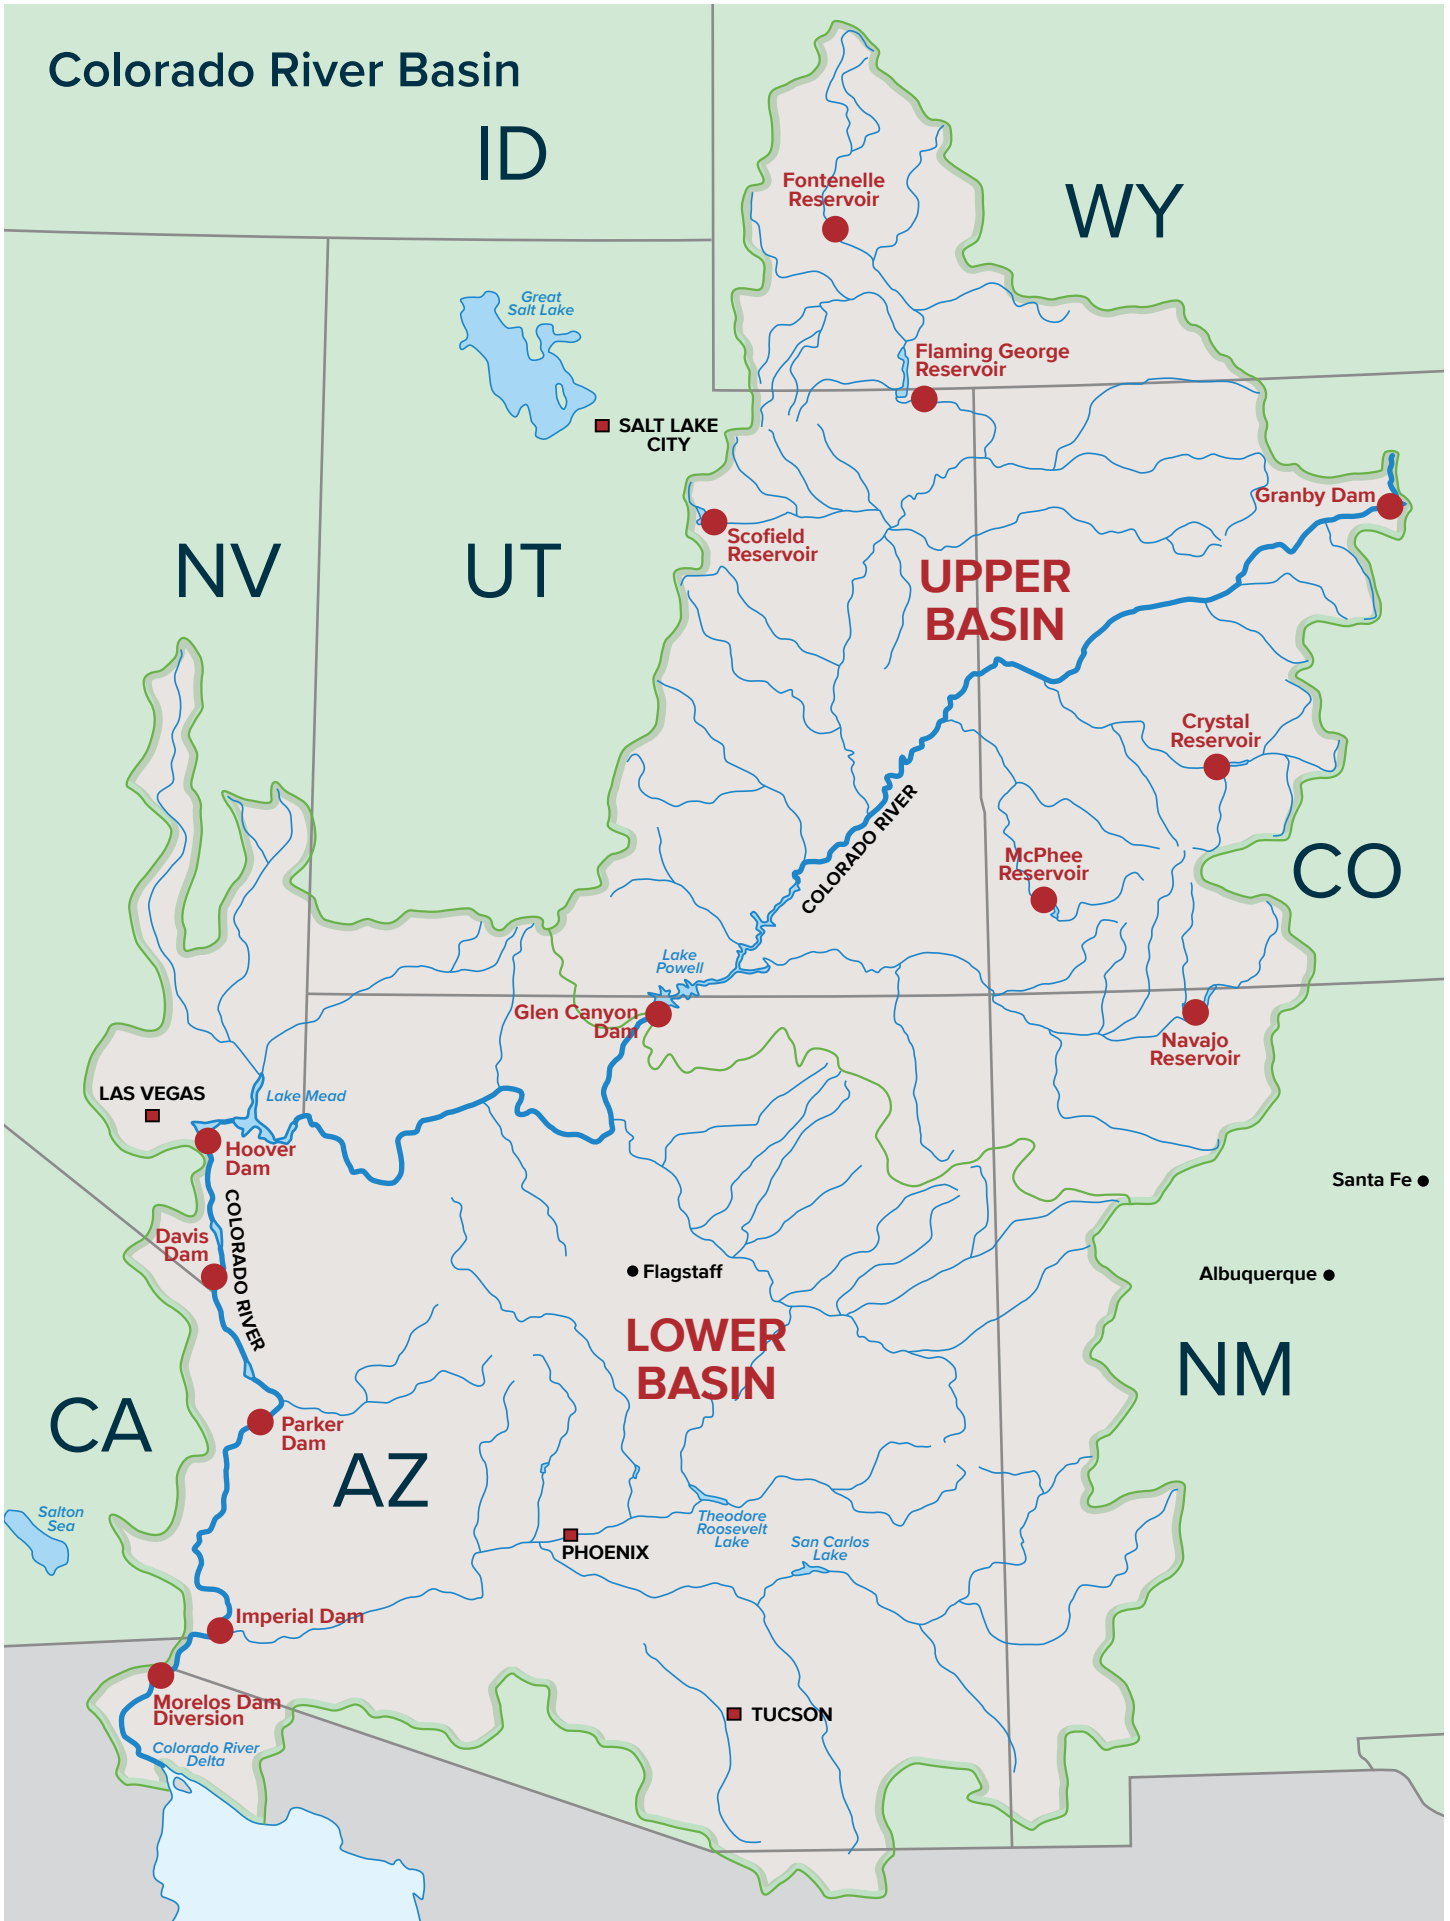 Colorado River Basin
ID
WY
Fontenelle
Reservoir
Great
Salt Lake
Flaming George
Reservoir
SALT LAKE
CITY
Granby Dam
Scofield
Reservoir
NV
UT
UPPER
BASIN
Crystal
Reservoir
COLORADO RIVER
McPhee
Reservoir
CO
Lake
Powell
Glen Canyon
Dam
Navajo
Reservoir
LAS VEGAS
Lake Mead
Hoover
Dam
Santa Fe
COLORADO RIVER
Davis
Dam
Flagstaff
Albuquerque
LOWER
BASIN
NM
CA
Parker
Dam
AZ
Salton
Sea
Theodore
Roosevelt
Lake
San Carlos
Lake
PHOENIX
Imperial Dam
Morelos Dam
Diversion
TUCSON
Colorado River
Delta